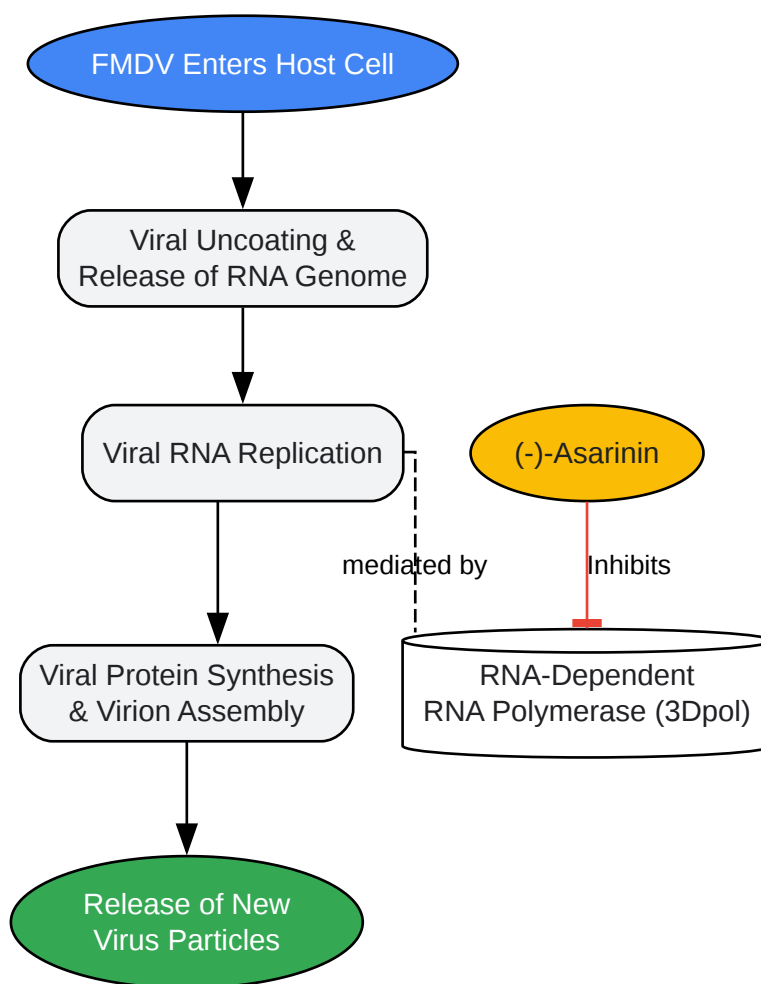 FMDV Enters Host Cell
Viral Uncoating &
Release of RNA Genome
Viral RNA Replication
(-)-Asarinin
mediated by
Inhibits
Viral Protein Synthesis
& Virion Assembly
RNA-Dependent
RNA Polymerase (3Dpol)
Release of New
Virus Particles